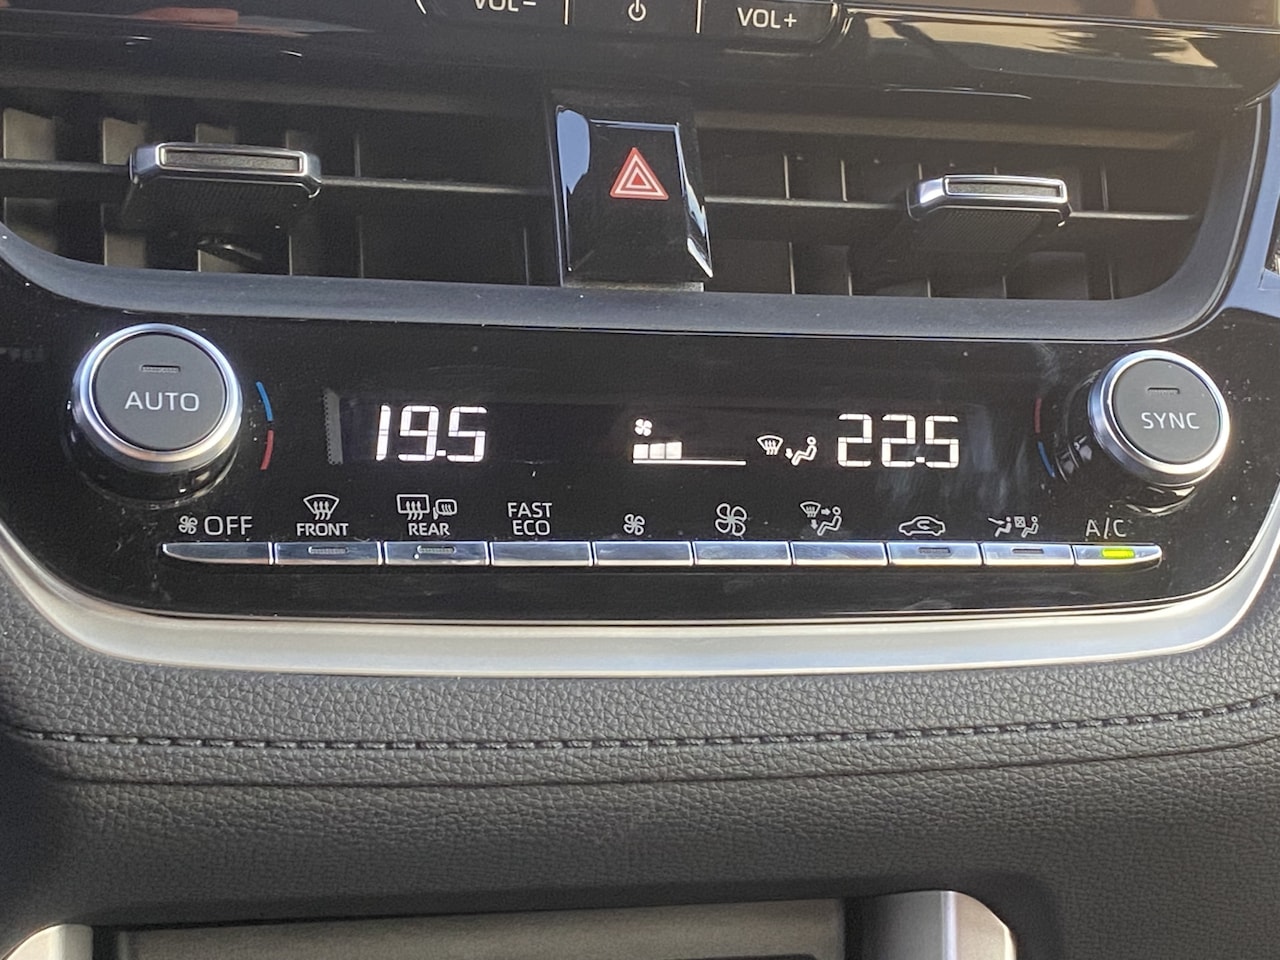 VOL− VOL+
AUTO 19.5 22.5 SYNC
OFF FRONT REAR FAST A/C
ECO